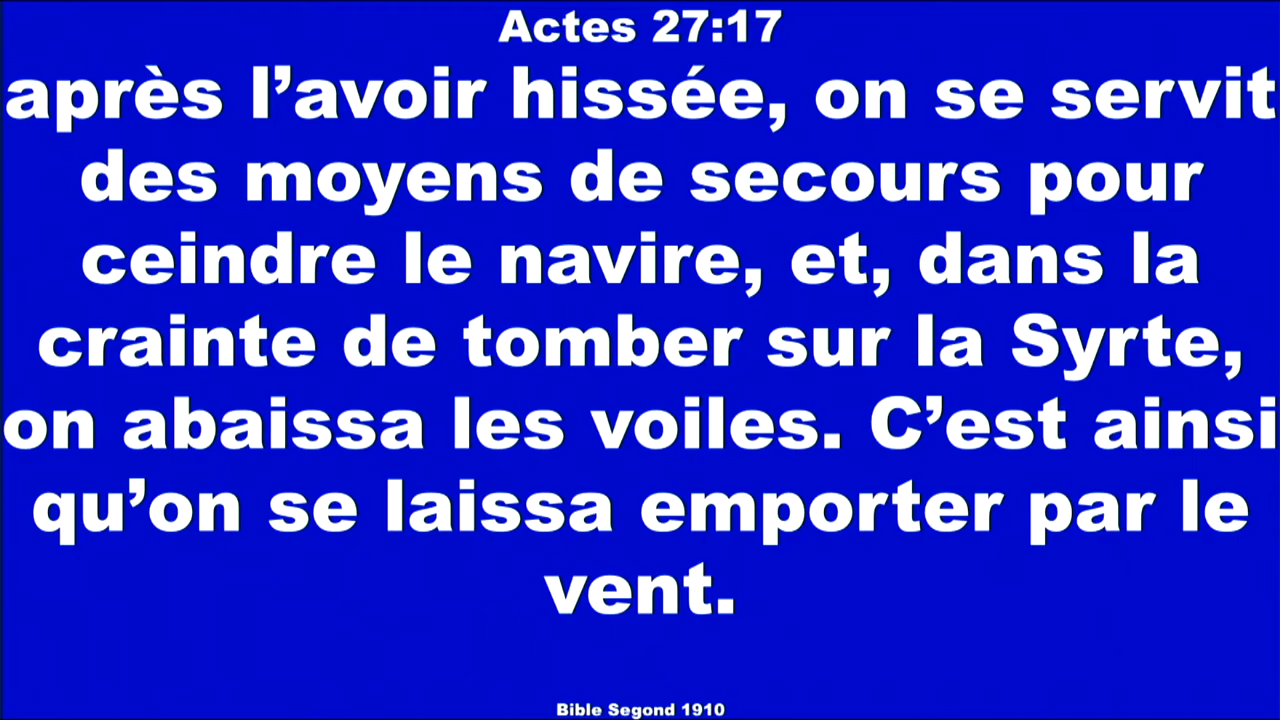 Actes 27:17
après l’avoir hissée, on se servit
des moyens de secours pour
ceindre le navire, et, dans la
crainte de tomber sur la Syrte,
on abaissa les voiles. C’est ainsi
qu’on se laissa emporter par le
vent.
Bible Segond 1910